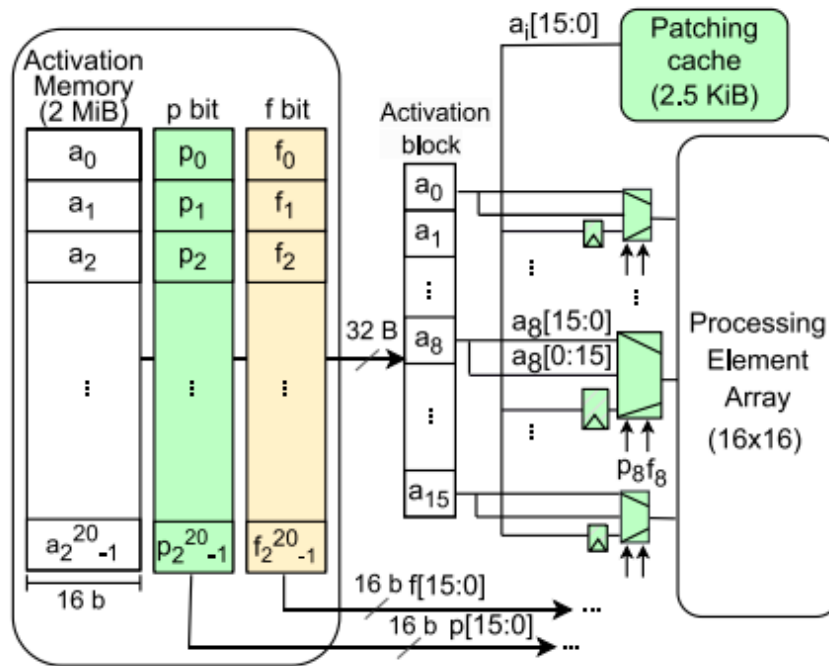 Activation
Memory
(2 MiB)
p bit
f bit
a0
a1
a2
⋮
a2^20-1
p0
p1
p2
⋮
p2^20-1
f0
f1
f2
⋮
f2^20-1
16 b
32 B
Activation
block
a0
a1
⋮
a8
⋮
a15
ai[15:0]
Patching
cache
(2.5 KiB)
⋮
⋮
a8[15:0]
a8[0:15]
⋮
p8 f8
Processing
Element
Array
(16x16)
16 b f[15:0] ...
16 b p[15:0] ...